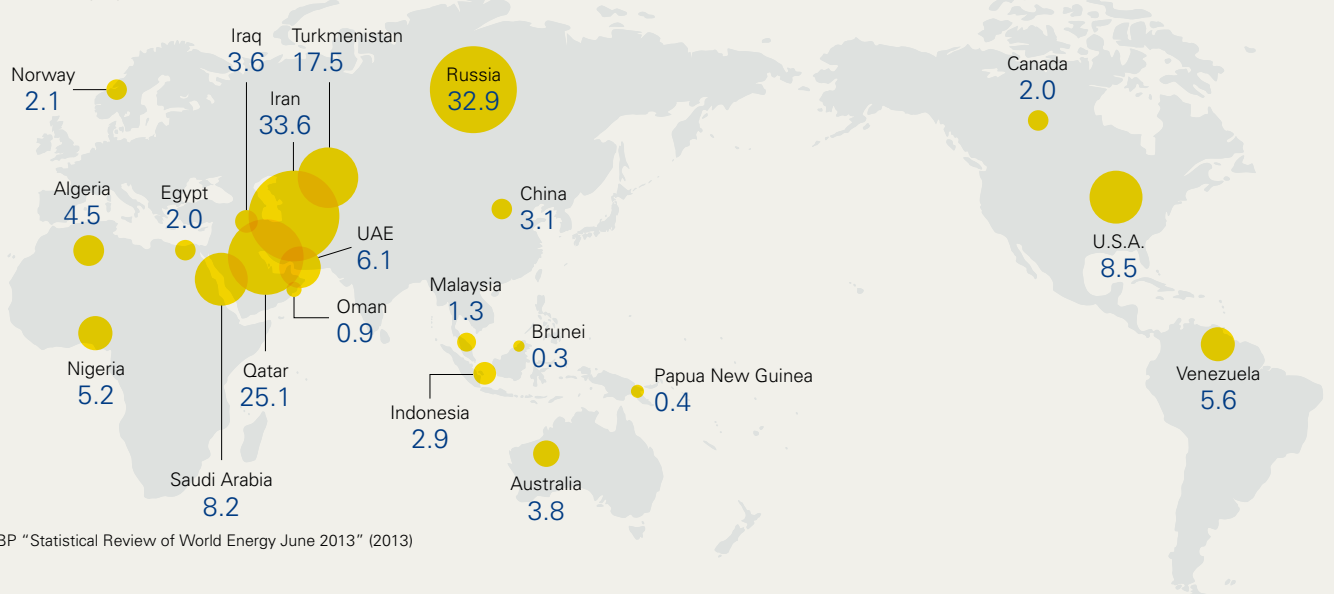 Iraq
3.6
Turkmenistan
17.5
Norway
2.1
Iran
33.6
Russia
32.9
Canada
2.0
Algeria
4.5
Egypt
2.0
China
3.1
UAE
6.1
U.S.A.
8.5
Malaysia
1.3
Oman
0.9
Brunei
0.3
Nigeria
5.2
Qatar
25.1
Papua New Guinea
0.4
Venezuela
5.6
Indonesia
2.9
Saudi Arabia
8.2
Australia
3.8
BP “Statistical Review of World Energy June 2013” (2013)